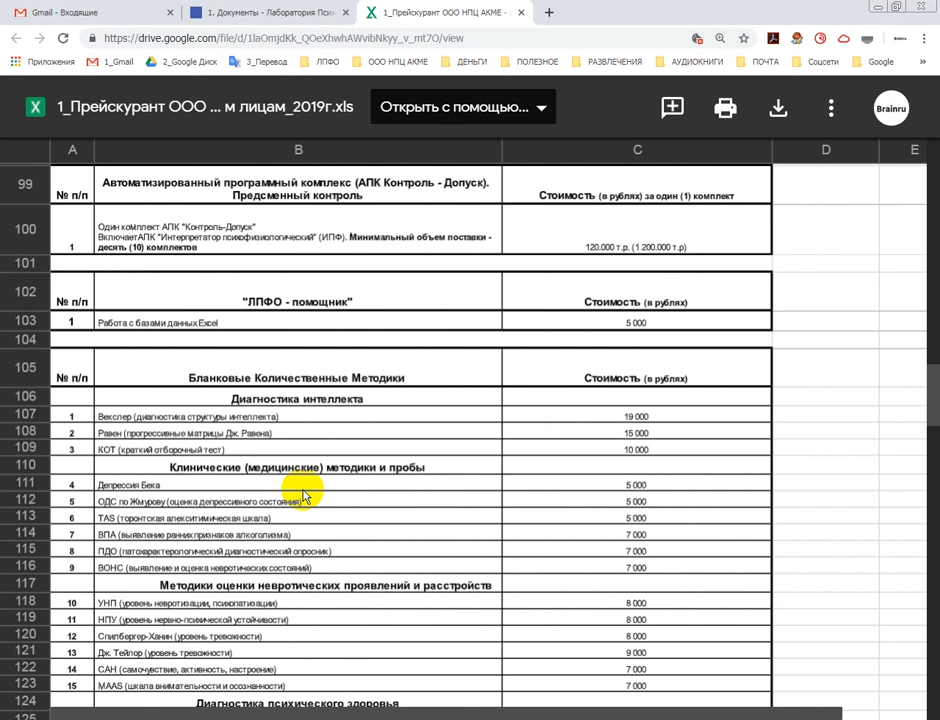 Gmail - Входящие
1. Документы - Лаборатория Псих
1_Прейскурант ООО НПЦ АКМЕ -
https://drive.google.com/file/d/1laOmjdKk_QOeXhwhAWvibNkyy_v_mt7O/view
Brainru
Приложения 1_Gmail 2_Google Диск 3_Перевод ЛПФО ООО НПЦ АКМЕ ДЕНЬГИ ПОЛЕЗНОЕ РАЗВЛЕЧЕНИЯ АУДИОКНИГИ ПОЧТА Соцсети Google »
1_Прейскурант ООО ... м лицам_2019г.xls Открыть с помощью... Brainru
A B C D E
99 № п/п Автоматизированный программный комплекс (АПК Контроль - Допуск). Стоимость (в рублях) за один (1) комплект
Предсменный контроль
100 Один комплект АПК "Контроль-Допуск"
ВключаетАПК "Интерпретатор психофизиологический" (ИПФ). Минимальный объем поставки -
1 десять (10) комплектов 120.000 т.р. (1 200.000 т.р)
101
102 № п/п "ЛПФО - помощник" Стоимость (в рублях)
103 1 Работа с базами данных Excel 5 000
104
105 № п/п Бланковые Количественные Методики Стоимость (в рублях)
106 Диагностика интеллекта
107 1 Векслер (диагностика структуры интеллекта) 19 000
108 2 Равен (прогрессивные матрицы Дж. Равена) 15 000
109 3 КОТ (краткий отборочный тест) 10 000
110 Клинические (медицинские) методики и пробы
111 4 Депрессия Бека 5 000
112 5 ОДС по Жмурову (оценка депрессивного состояния) 5 000
113 6 TAS (торонтская алекситимическая шкала) 5 000
114 7 ВПА (выявление ранних признаков алкоголизма) 7 000
115 8 ПДО (патохарактерологический диагностический опросник) 7 000
116 9 ВОНС (выявление и оценка невротических состояний) 7 000
117 Методики оценки невротических проявлений и расстройств
118 10 УНП (уровень невротизации, психопатизации) 8 000
119 11 НПУ (уровень нервно-психической устойчивости) 8 000
120 12 Спилбергер-Ханин (уровень тревожности) 8 000
121 13 Дж. Тейлор (уровень тревожности) 9 000
122 14 САН (самочувствие, активность, настроение) 7 000
123 15 MAAS (шкала внимательности и осознанности) 7 000
124 Диагностика психического здоровья
125